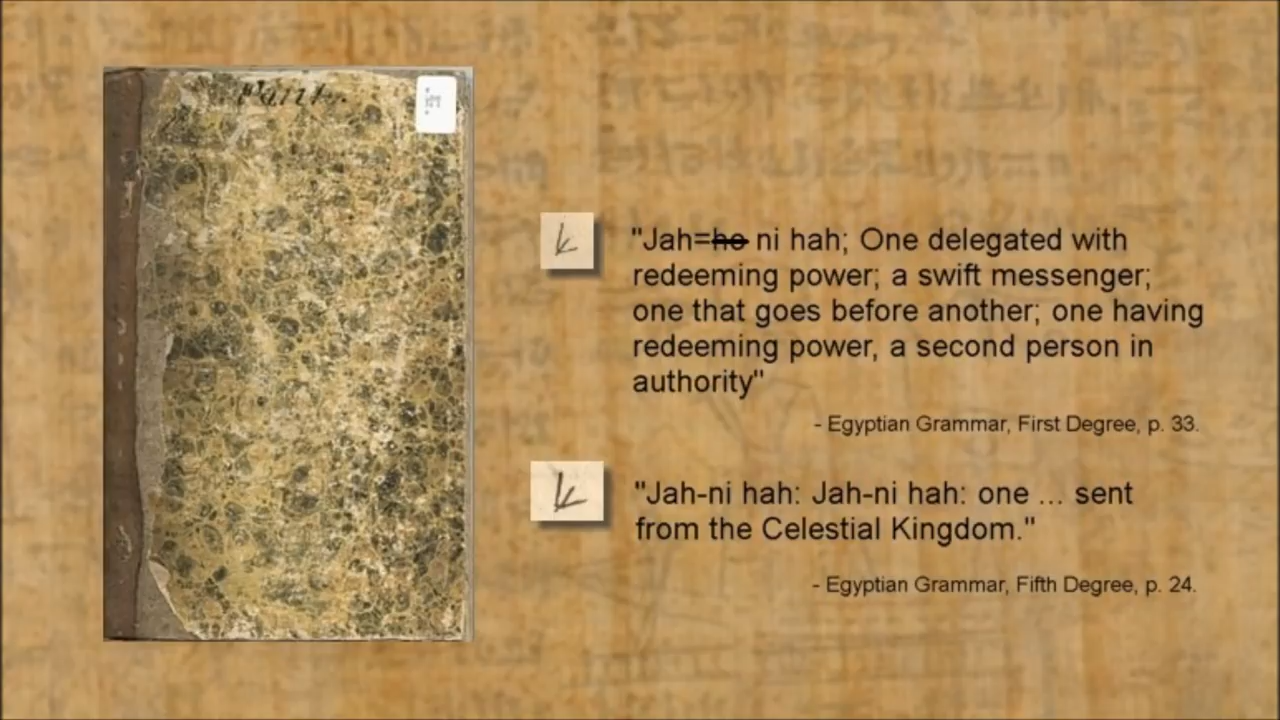 "Jah=he ni hah; One delegated with
redeeming power; a swift messenger;
one that goes before another; one having
redeeming power, a second person in
authority"
- Egyptian Grammar, First Degree, p. 33.
"Jah-ni hah: Jah-ni hah: one ... sent
from the Celestial Kingdom."
- Egyptian Grammar, Fifth Degree, p. 24.